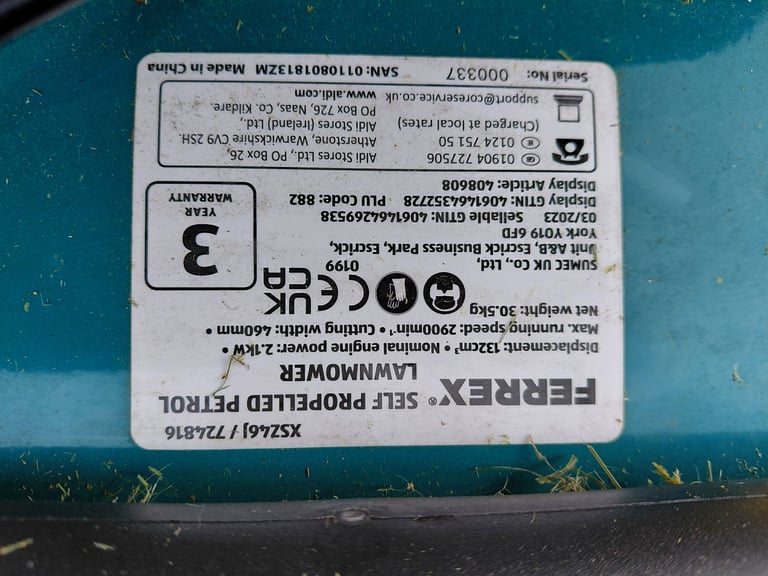 XSZ46J / 724816
FERREX® SELF PROPELLED PETROL
LAWNMOWER
Displacement: 132cm³ • Nominal engine power: 2.1kW •
Max. running speed: 2900min⁻¹ • Cutting width: 460mm •
Net weight: 30.5kg
CE UKCA
0199
SUMEC UK Co., Ltd,
Unit A&B, Escrick Business Park, Escrick,
York YO19 6FD
03/2023 Sellable GTIN: 4061464269538
Display GTIN: 4061464352728 PLU Code: 882
Display Article: 408608
3
YEAR
WARRANTY
GB 01904 727506
IE 0124 751 50
(Charged at local rates)
support@coreservice.co.uk
Aldi Stores Ltd., PO Box 26,
Atherstone, Warwickshire CV9 2SH.
Aldi Stores (Ireland) Ltd.,
PO Box 726, Naas, Co. Kildare.
www.aldi.com
Serial No: 000337 SAN: 0110801813ZM Made in China